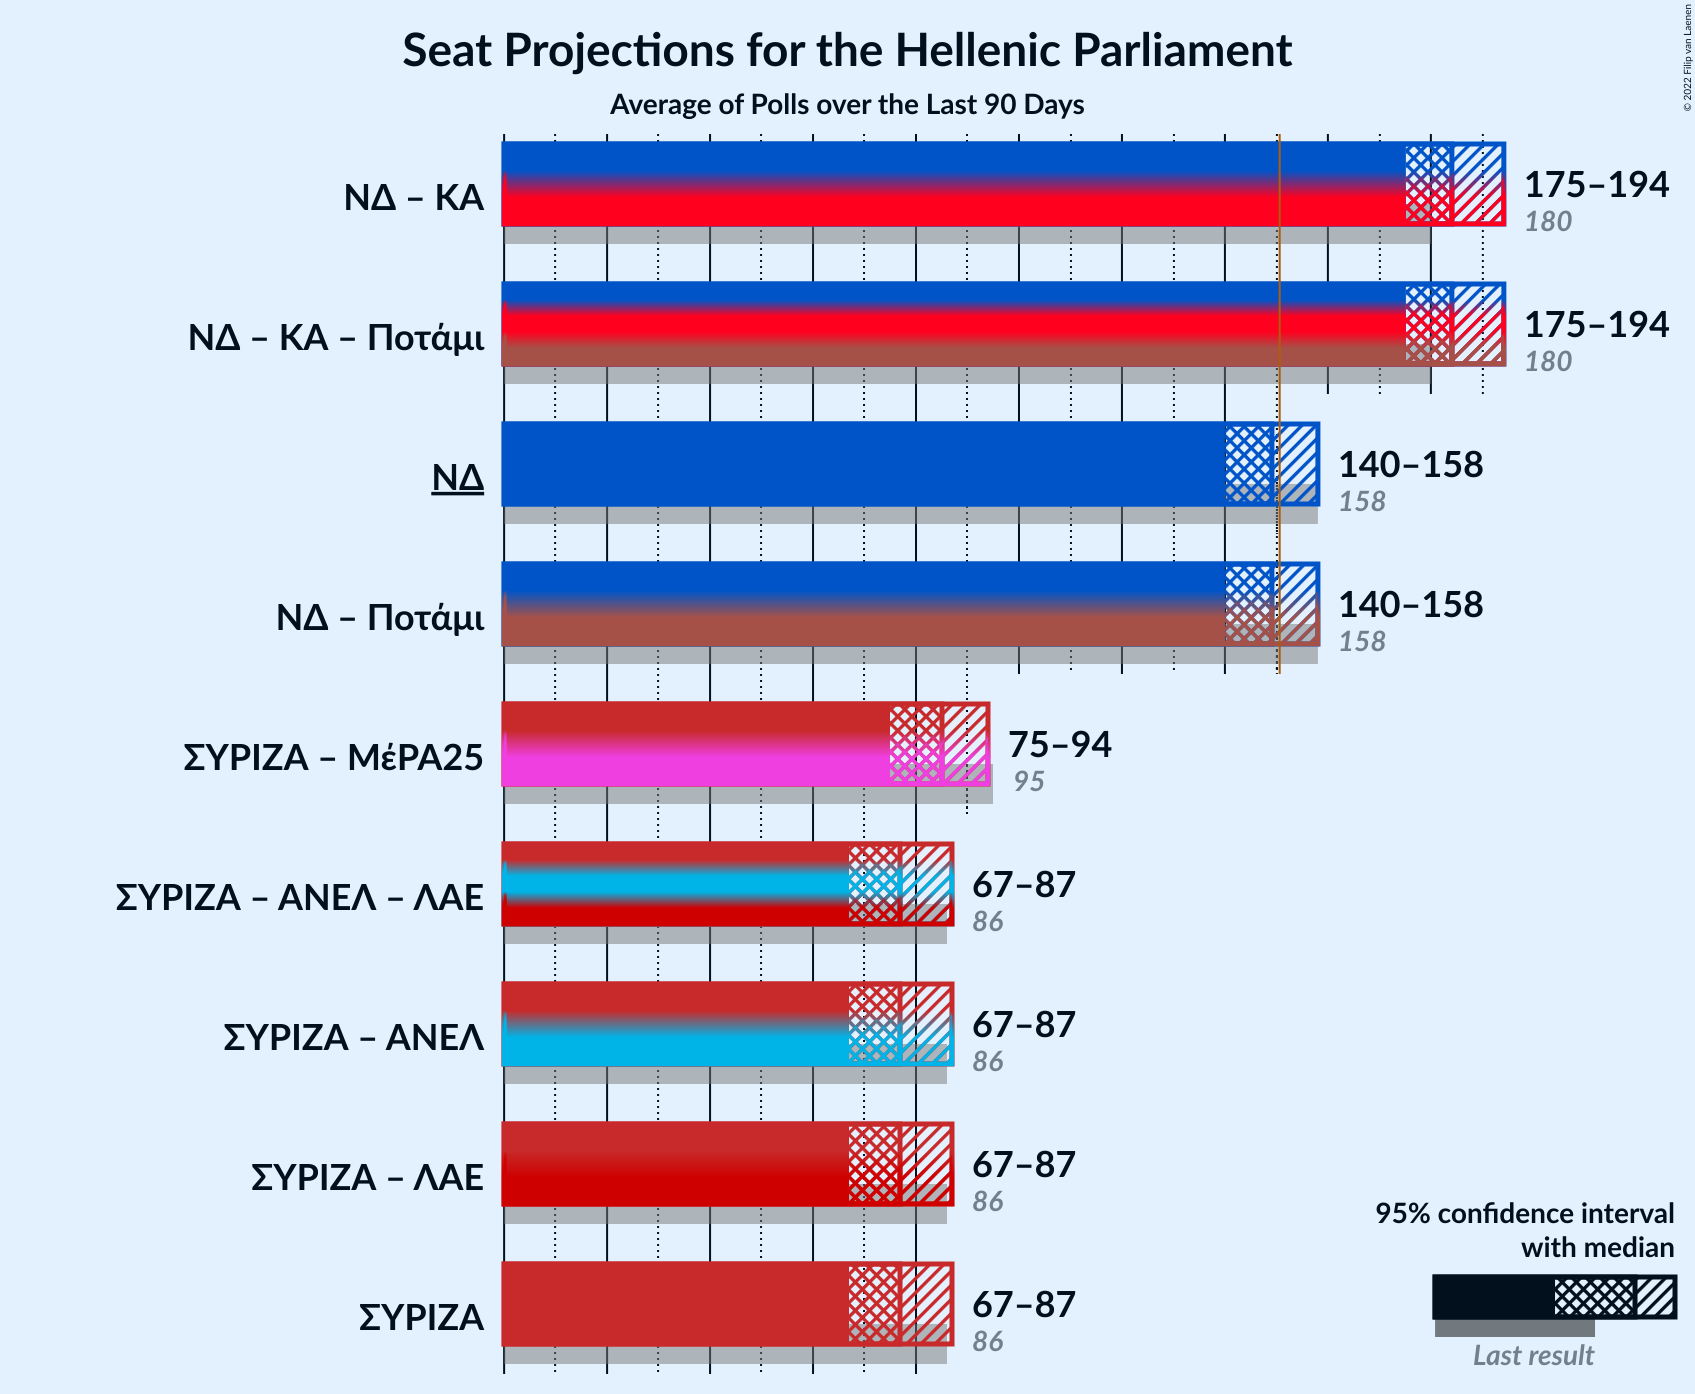 Seat Projections for the Hellenic Parliament
Average of Polls over the Last 90 Days
© 2022 Filip van Laenen
ΝΔ – ΚΑ
175–194
180
ΝΔ – ΚΑ – Ποτάμι
175–194
180
ΝΔ
140–158
158
ΝΔ – Ποτάμι
140–158
158
ΣΥΡΙΖΑ – ΜέΡΑ25
75–94
95
ΣΥΡΙΖΑ – ΑΝΕΛ – ΛΑΕ
67–87
86
ΣΥΡΙΖΑ – ΑΝΕΛ
67–87
86
ΣΥΡΙΖΑ – ΛΑΕ
67–87
86
ΣΥΡΙΖΑ
67–87
86
95% confidence interval
with median
Last result